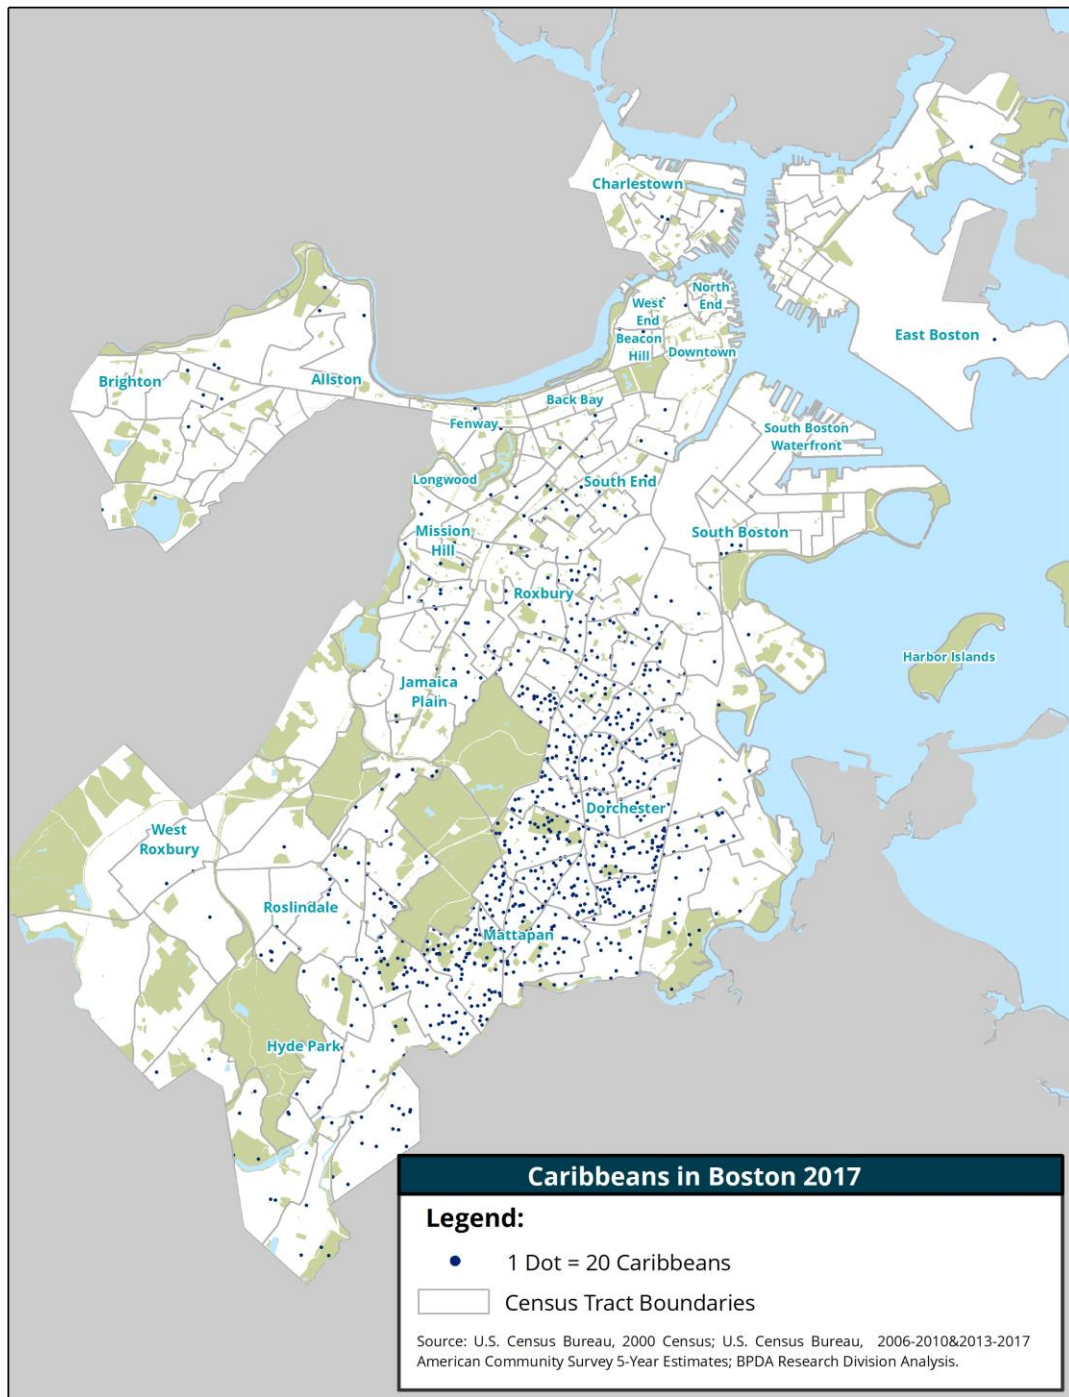 Charlestown
North
End
West
End
Beacon
Hill
Downtown
East Boston
Brighton
Allston
Back Bay
Fenway
South Boston
Waterfront
Longwood
South End
Mission
Hill
South Boston
Roxbury
Harbor Islands
Jamaica
Plain
Dorchester
West
Roxbury
Roslindale
Mattapan
Hyde Park
Caribbeans in Boston 2017
Legend:
1 Dot = 20 Caribbeans
Census Tract Boundaries
Source: U.S. Census Bureau, 2000 Census; U.S. Census Bureau, 2006-2010&2013-2017
American Community Survey 5-Year Estimates; BPDA Research Division Analysis.